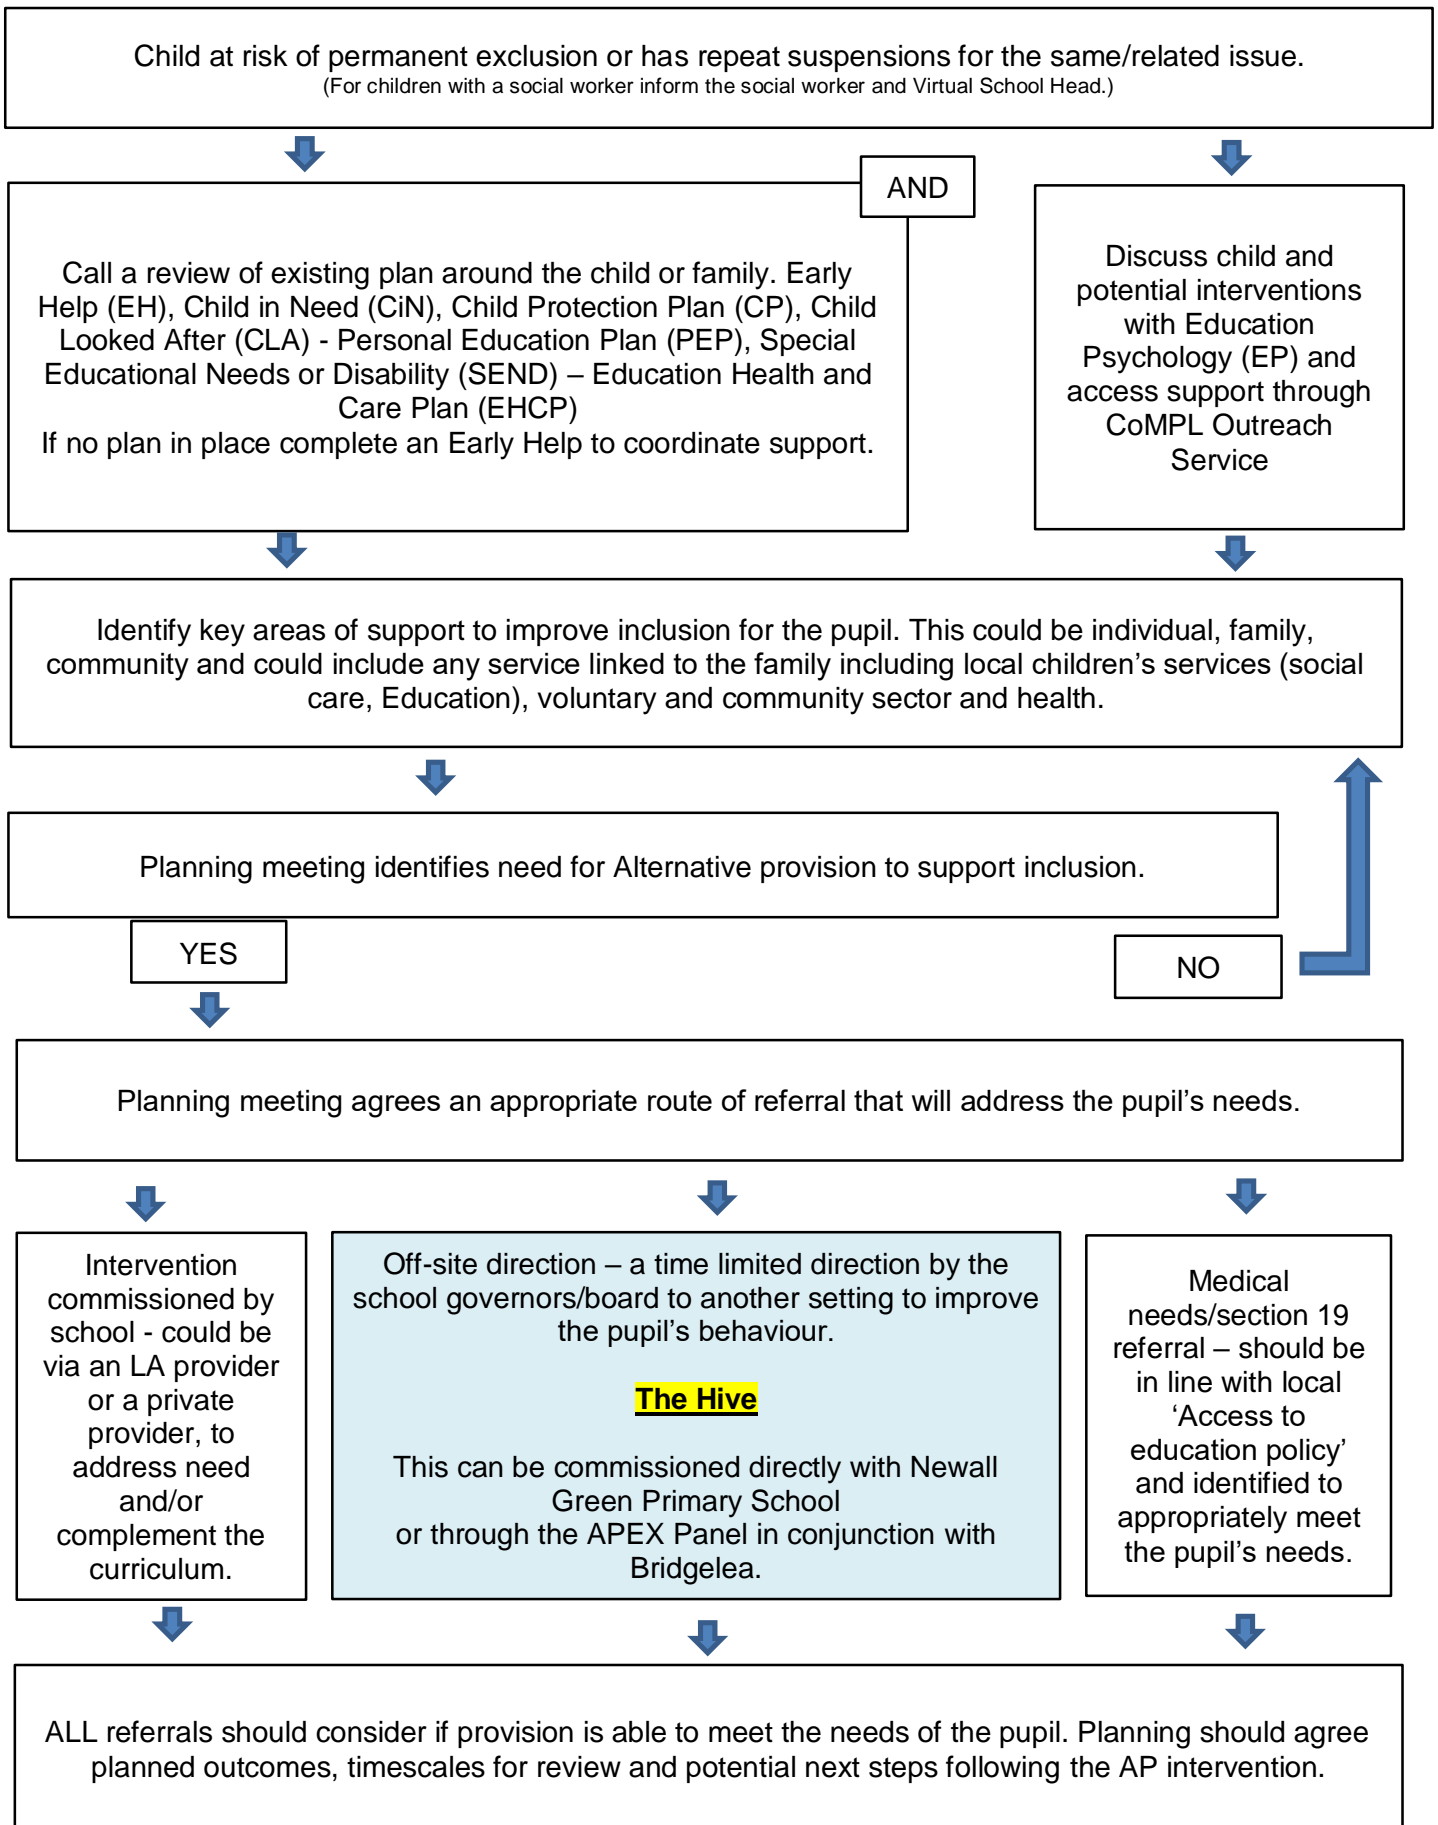 Child at risk of permanent exclusion or has repeat suspensions for the same/related issue.
(For children with a social worker inform the social worker and Virtual School Head.)
AND
Call a review of existing plan around the child or family. Early
Help (EH), Child in Need (CiN), Child Protection Plan (CP), Child
Looked After (CLA) - Personal Education Plan (PEP), Special
Educational Needs or Disability (SEND) – Education Health and
Care Plan (EHCP)
If no plan in place complete an Early Help to coordinate support.
Discuss child and
potential interventions
with Education
Psychology (EP) and
access support through
CoMPL Outreach
Service
Identify key areas of support to improve inclusion for the pupil. This could be individual, family,
community and could include any service linked to the family including local children’s services (social
care, Education), voluntary and community sector and health.
Planning meeting identifies need for Alternative provision to support inclusion.
YES
NO
Planning meeting agrees an appropriate route of referral that will address the pupil’s needs.
Intervention
commissioned by
school - could be
via an LA provider
or a private
provider, to
address need
and/or
complement the
curriculum.
Off-site direction – a time limited direction by the
school governors/board to another setting to improve
the pupil’s behaviour.
The Hive
This can be commissioned directly with Newall
Green Primary School
or through the APEX Panel in conjunction with
Bridgelea.
Medical
needs/section 19
referral – should be
in line with local
‘Access to
education policy’
and identified to
appropriately meet
the pupil’s needs.
ALL referrals should consider if provision is able to meet the needs of the pupil. Planning should agree
planned outcomes, timescales for review and potential next steps following the AP intervention.